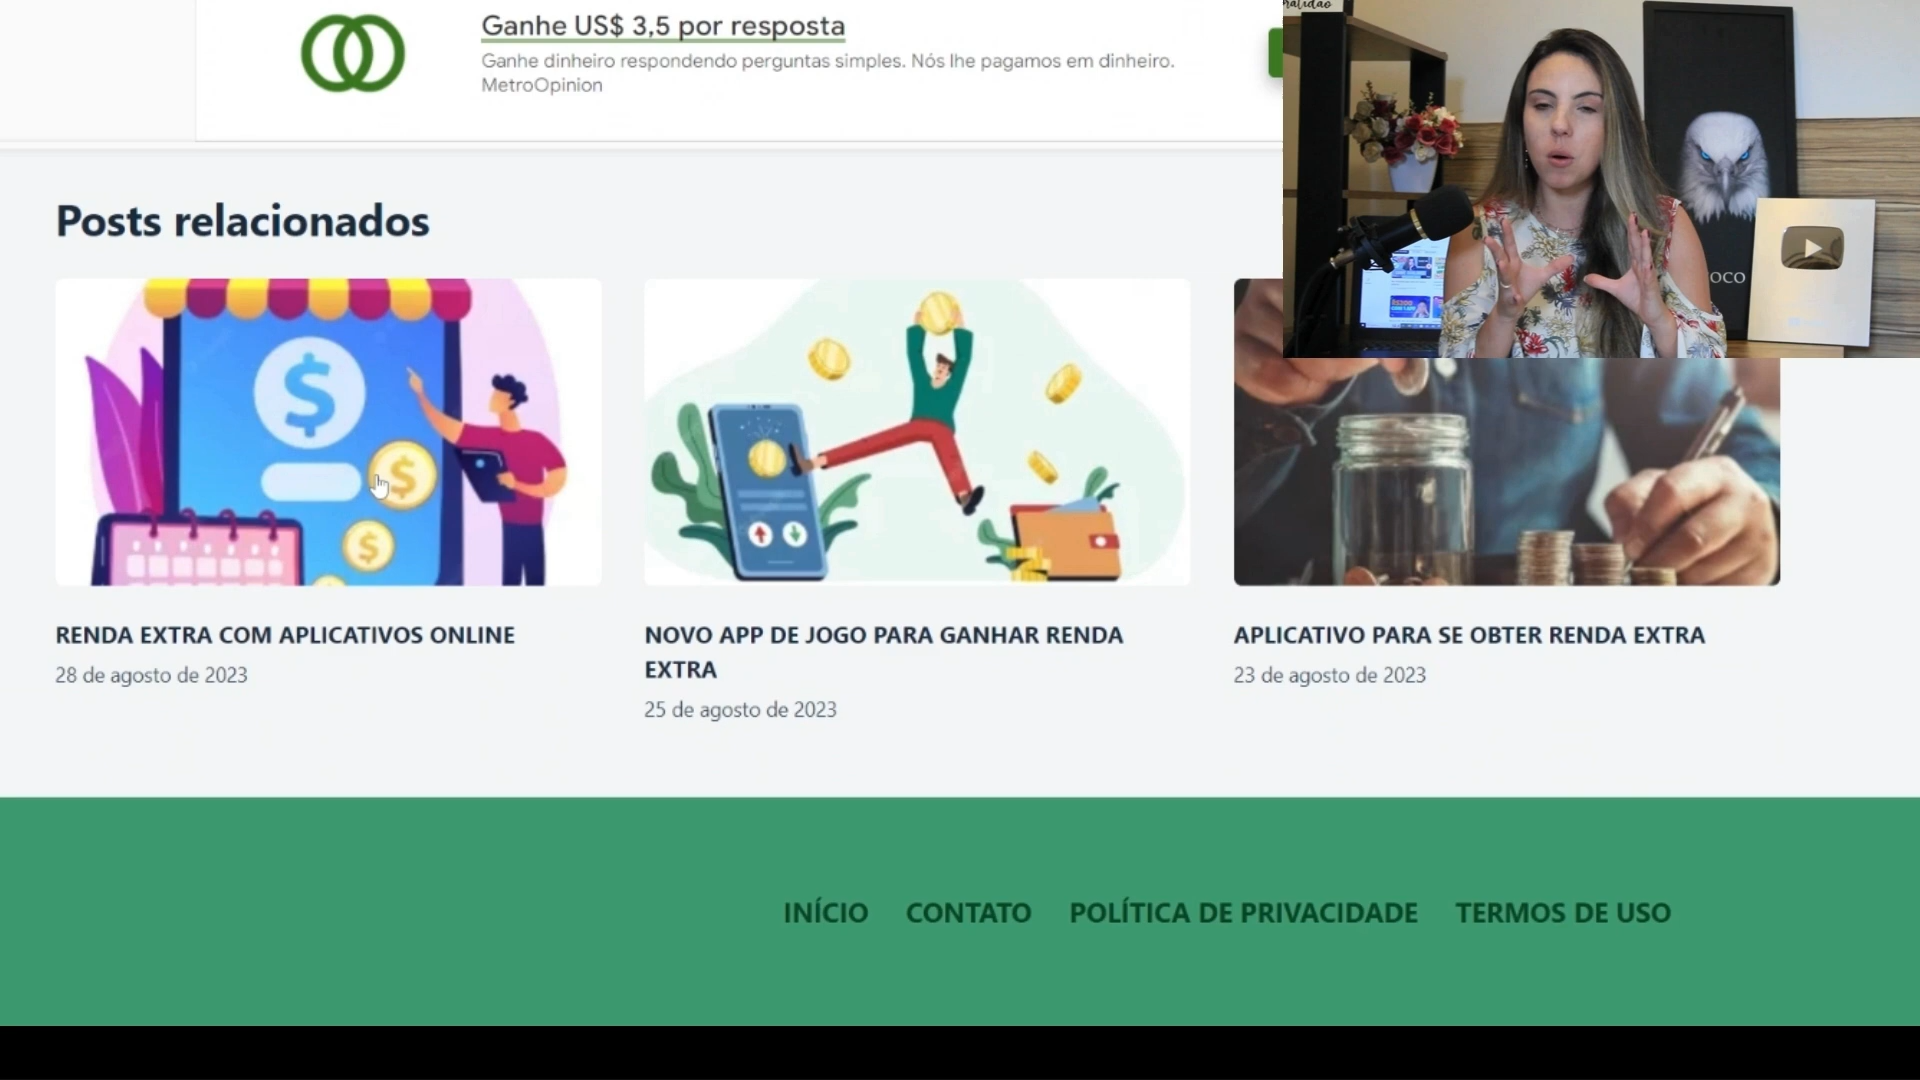 Ganhe US$ 3,5 por resposta
Ganhe dinheiro respondendo perguntas simples. Nós lhe pagamos em dinheiro.
MetroOpinion
Posts relacionados
OCO
RENDA EXTRA COM APLICATIVOS ONLINE
28 de agosto de 2023
NOVO APP DE JOGO PARA GANHAR RENDA
EXTRA
25 de agosto de 2023
APLICATIVO PARA SE OBTER RENDA EXTRA
23 de agosto de 2023
INÍCIO CONTATO POLÍTICA DE PRIVACIDADE TERMOS DE USO